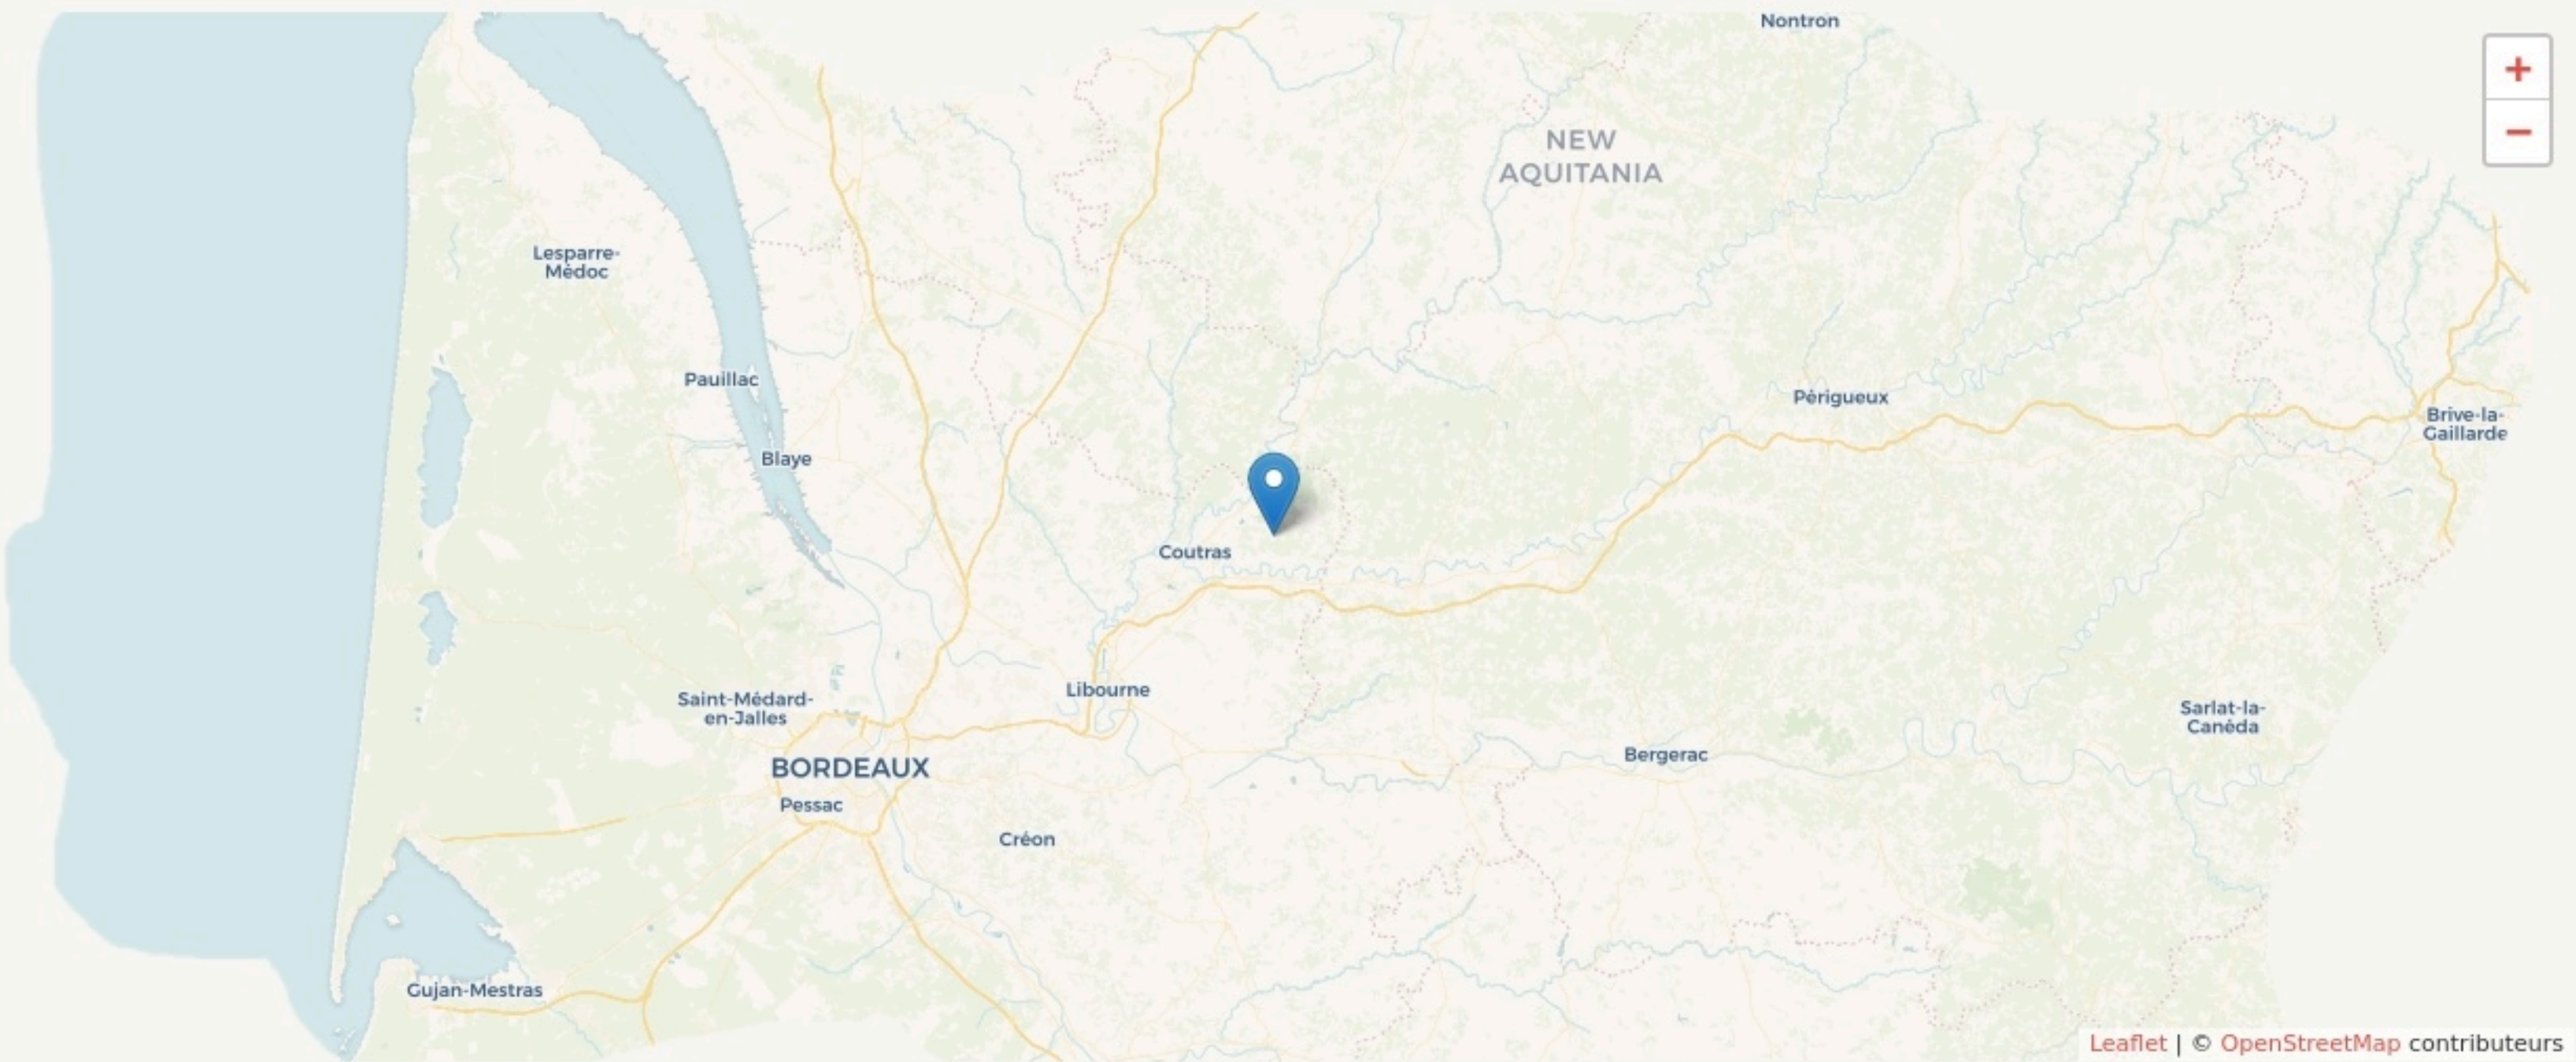 Nontron
+
NEW
AQUITANIA
−
Lesparre-
Médoc
Pauillac
Périgueux
Brive-la-
Gaillarde
Blaye
Coutras
Libourne
Saint-Médard-
en-Jalles
Sarlat-la-
Canéda
Bergerac
BORDEAUX
Pessac
Créon
Gujan-Mestras
Leaflet | © OpenStreetMap contributeurs